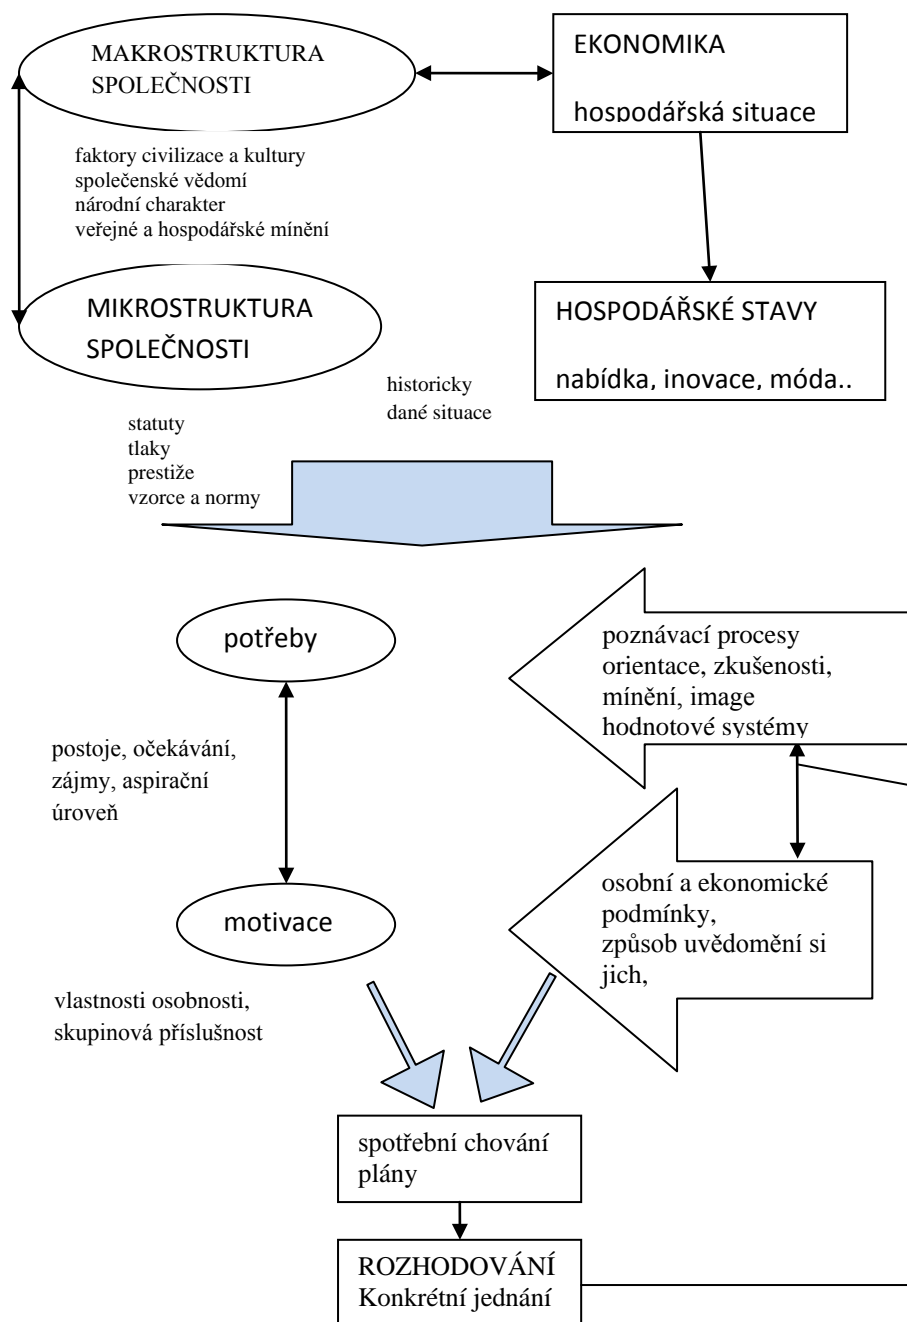 MAKROSTRUKTURA
SPOLEČNOSTI
EKONOMIKA
hospodářská situace
faktory civilizace a kultury
společenské vědomí
národní charakter
veřejné a hospodářské mínění
MIKROSTRUKTURA
SPOLEČNOSTI
HOSPODÁŘSKÉ STAVY
nabídka, inovace, móda..
historicky
dané situace
statuty
tlaky
prestiže
vzorce a normy
potřeby
poznávací procesy
orientace, zkušenosti,
mínění, image
hodnotové systémy
postoje, očekávání,
zájmy, aspirační
úroveň
motivace
osobní a ekonomické
podmínky,
způsob uvědomění si
jich,
vlastnosti osobnosti,
skupinová příslušnost
spotřební chování
plány
ROZHODOVÁNÍ
Konkrétní jednání